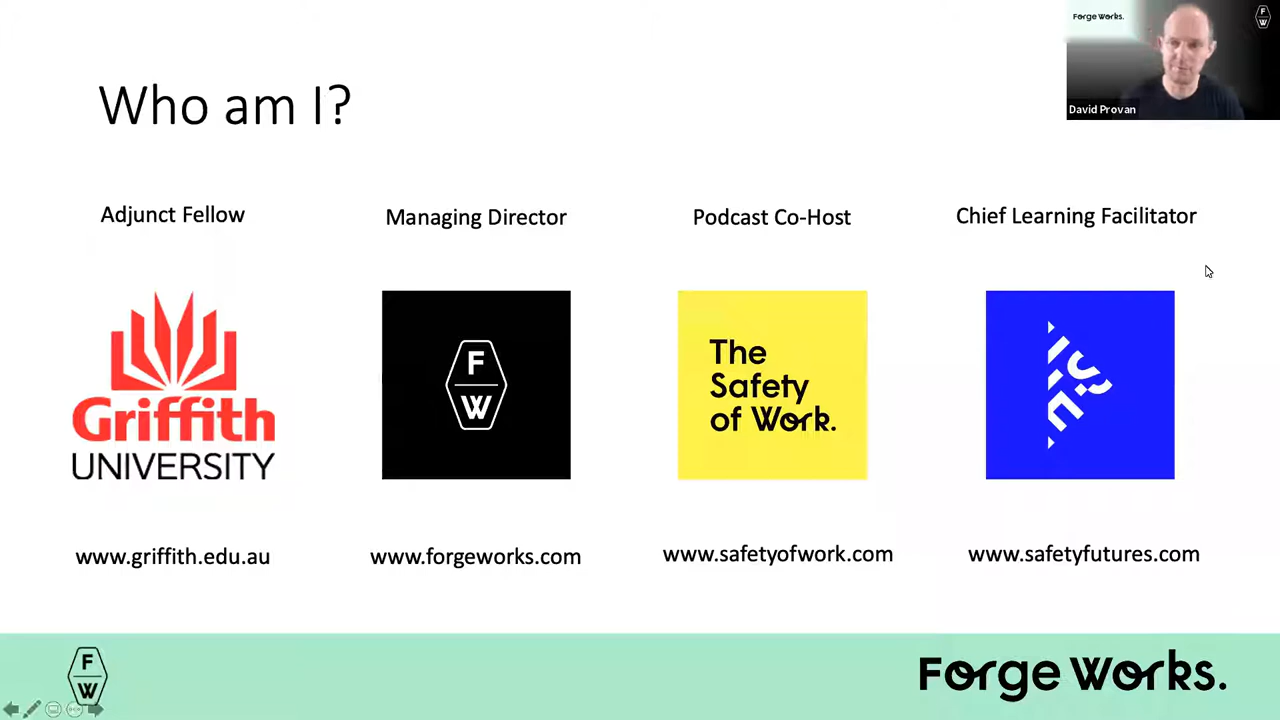 Forge Works.
F
W
David Provan
Who am I?
Adjunct Fellow
Managing Director
Podcast Co-Host
Chief Learning Facilitator
Griffith
UNIVERSITY
F
W
The
Safety
of Work.
www.griffith.edu.au
www.forgeworks.com
www.safetyofwork.com
www.safetyfutures.com
F
W
Forge Works.